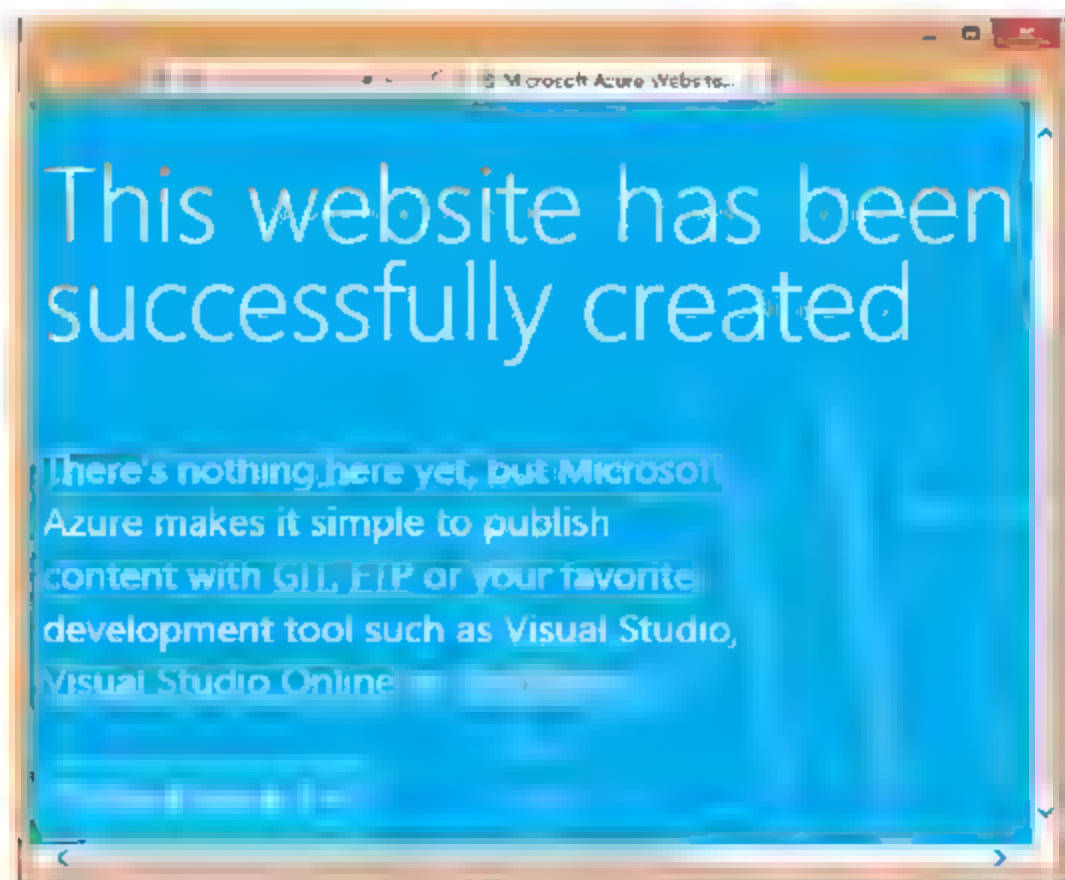 Microsoft Azure Website...
This website has been
successfully created
There's nothing here yet, but Microsoft
Azure makes it simple to publish
content with GIT, FTP or your favorite
development tool such as Visual Studio,
Visual Studio Online